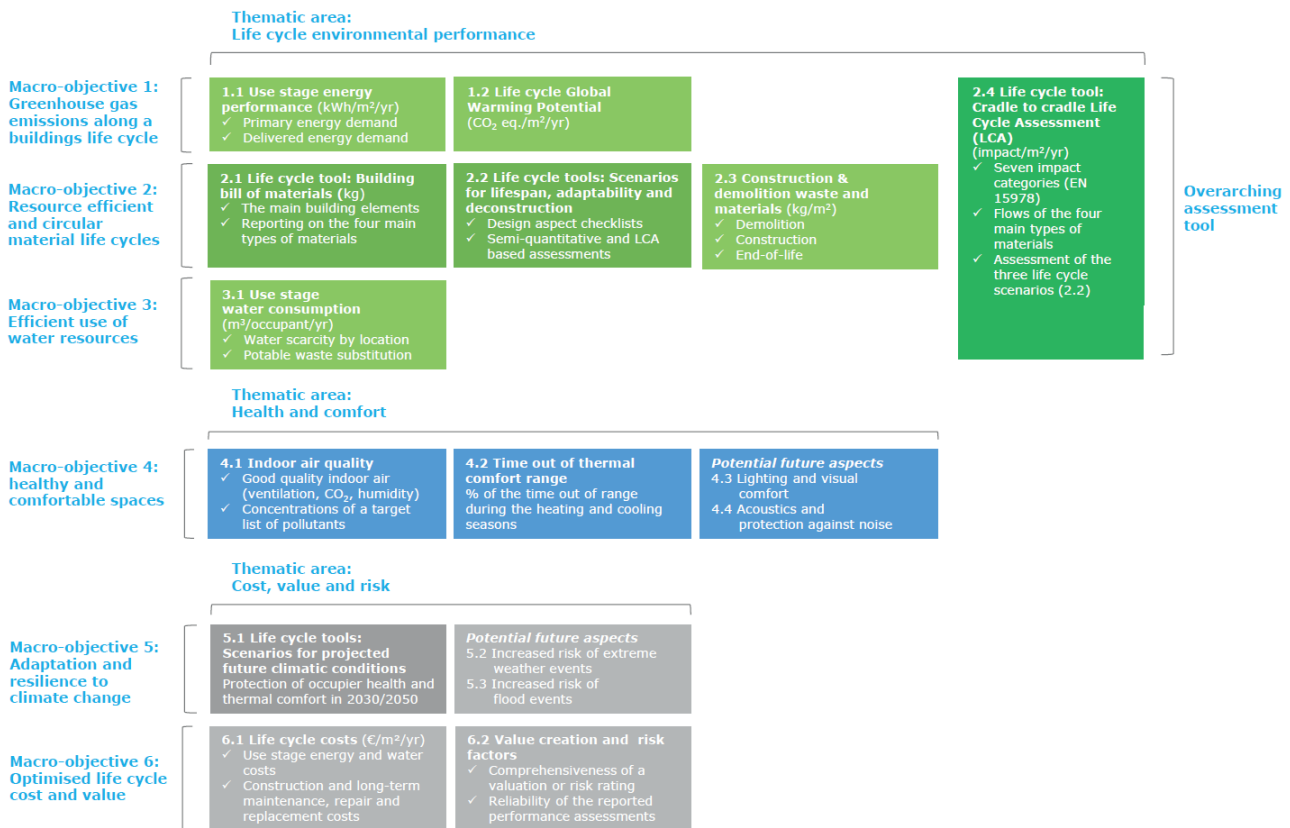 Thematic area:
Life cycle environmental performance
Macro-objective 1:
Greenhouse gas
emissions along a
buildings life cycle
1.1 Use stage energy
performance (kWh/m²/yr)
✓ Primary energy demand
✓ Delivered energy demand
1.2 Life cycle Global
Warming Potential
(CO₂ eq./m²/yr)
2.4 Life cycle tool:
Cradle to cradle Life
Cycle Assessment
(LCA)
(impact/m²/yr)
✓ Seven impact
categories (EN
15978)
✓ Flows of the four
main types of
materials
✓ Assessment of the
three life cycle
scenarios (2.2)
Overarching
assessment
tool
Macro-objective 2:
Resource efficient
and circular
material life cycles
2.1 Life cycle tool: Building
bill of materials (kg)
✓ The main building elements
✓ Reporting on the four main
types of materials
2.2 Life cycle tools: Scenarios
for lifespan, adaptability and
deconstruction
✓ Design aspect checklists
✓ Semi-quantitative and LCA
based assessments
2.3 Construction &
demolition waste and
materials (kg/m²)
✓ Demolition
✓ Construction
✓ End-of-life
Macro-objective 3:
Efficient use of
water resources
3.1 Use stage
water consumption
(m³/occupant/yr)
✓ Water scarcity by location
✓ Potable waste substitution
Thematic area:
Health and comfort
Macro-objective 4:
healthy and
comfortable spaces
4.1 Indoor air quality
✓ Good quality indoor air
(ventilation, CO₂, humidity)
✓ Concentrations of a target
list of pollutants
4.2 Time out of thermal
comfort range
% of the time out of range
during the heating and cooling
seasons
Potential future aspects
4.3 Lighting and visual
comfort
4.4 Acoustics and
protection against noise
Thematic area:
Cost, value and risk
Macro-objective 5:
Adaptation and
resilience to
climate change
5.1 Life cycle tools:
Scenarios for projected
future climatic conditions
Protection of occupier health and
thermal comfort in 2030/2050
Potential future aspects
5.2 Increased risk of extreme
weather events
5.3 Increased risk of
flood events
Macro-objective 6:
Optimised life cycle
cost and value
6.1 Life cycle costs (€/m²/yr)
✓ Use stage energy and water
costs
✓ Construction and long-term
maintenance, repair and
replacement costs
6.2 Value creation and risk
factors
✓ Comprehensiveness of a
valuation or risk rating
✓ Reliability of the reported
performance assessments